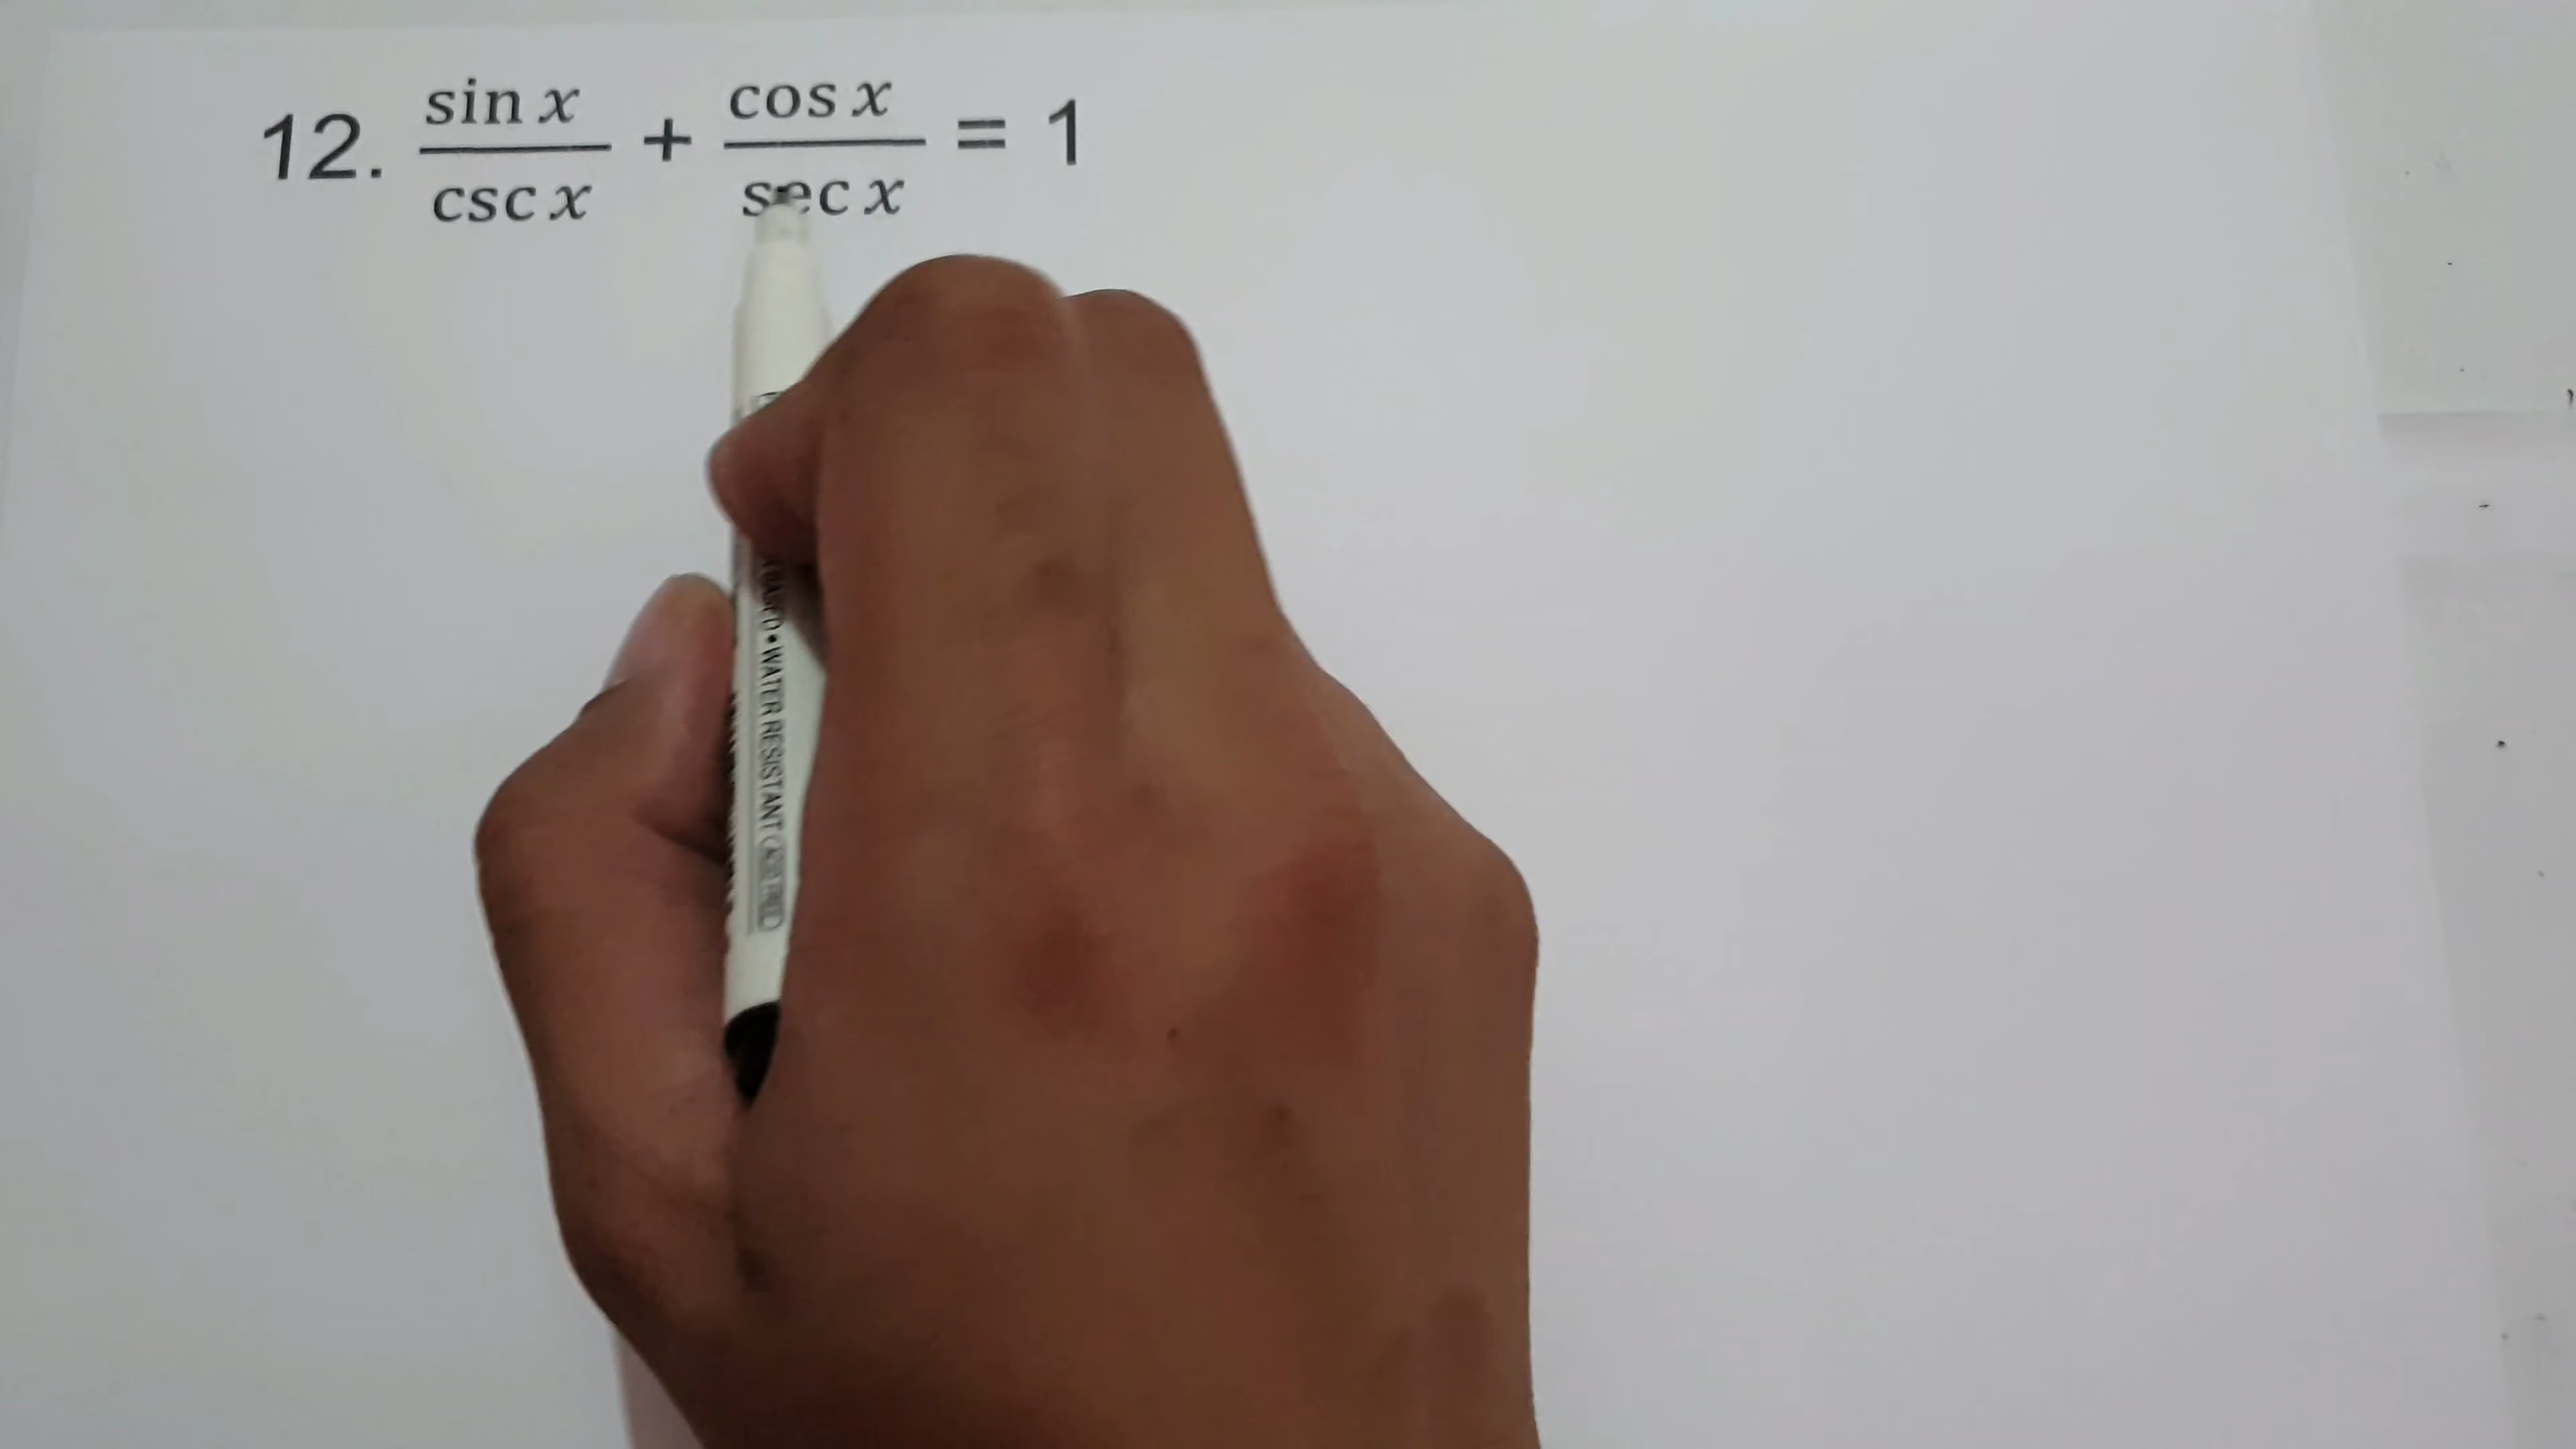 12. sin x / csc x + cos x / sec x = 1
WATER RESISTANT